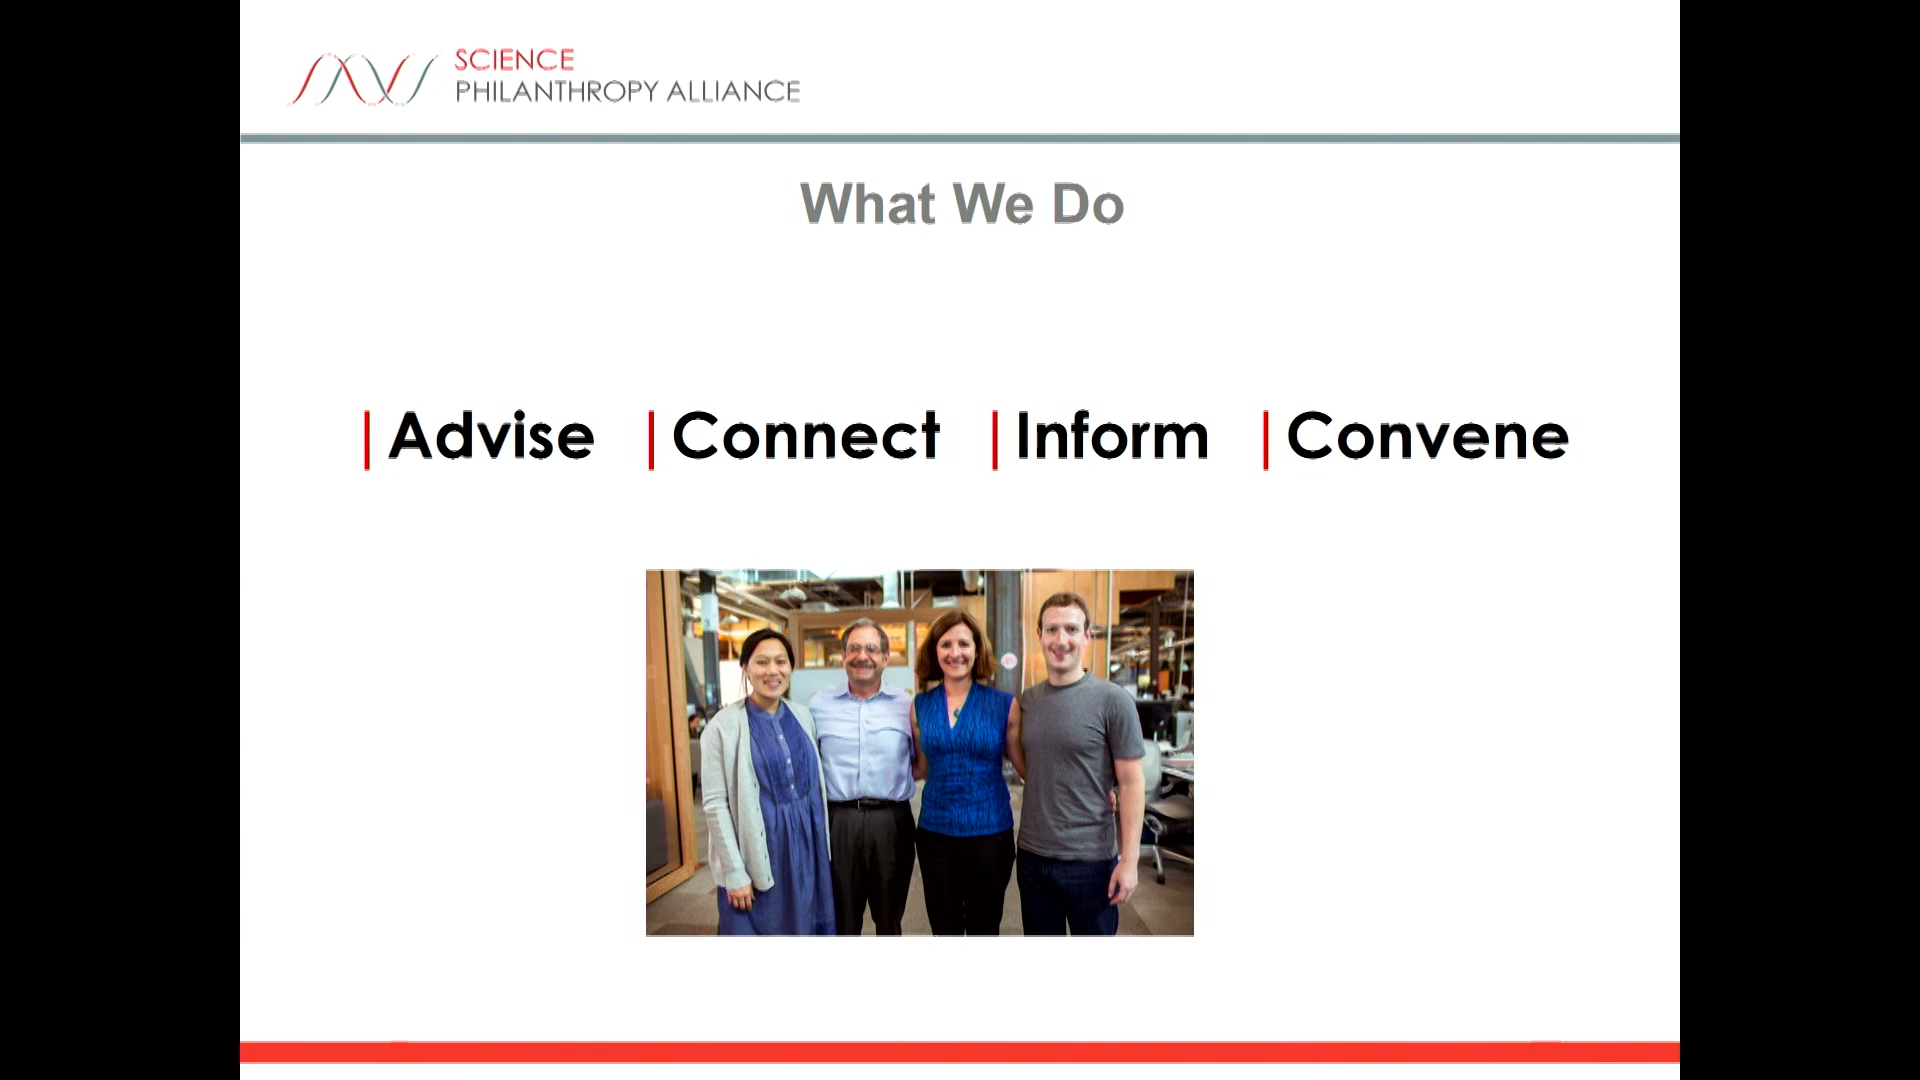 SCIENCE
PHILANTHROPY ALLIANCE
What We Do
|Advise |Connect |Inform |Convene